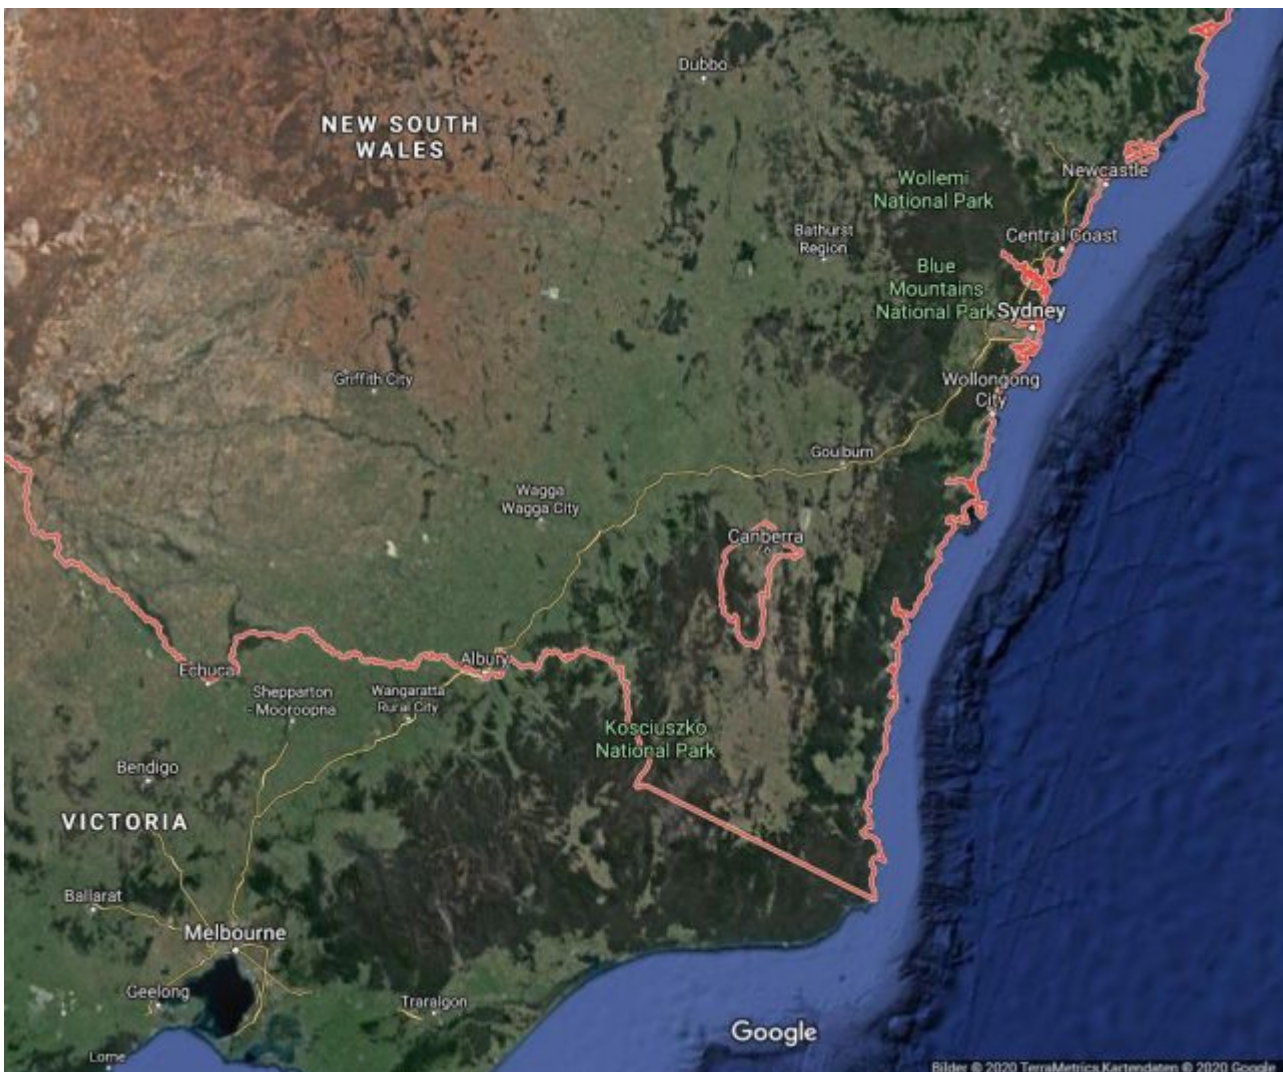 Dubbo
NEW SOUTH
WALES
Newcastle
Wollemi
National Park
Bathurst
Region
Central Coast
Blue
Mountains
National Park
Sydney
Griffith City
Wollongong
City
Goulburn
Wagga
Wagga City
Canberra
Echuca
Albury
Shepparton
- Mooroopna
Wangaratta
Rural City
Kosciuszko
National Park
Bendigo
VICTORIA
Ballarat
Melbourne
Geelong
Traralgon
Google
Lorne
Bilder © 2020 TerraMetrics Kartendaten © 2020 Google